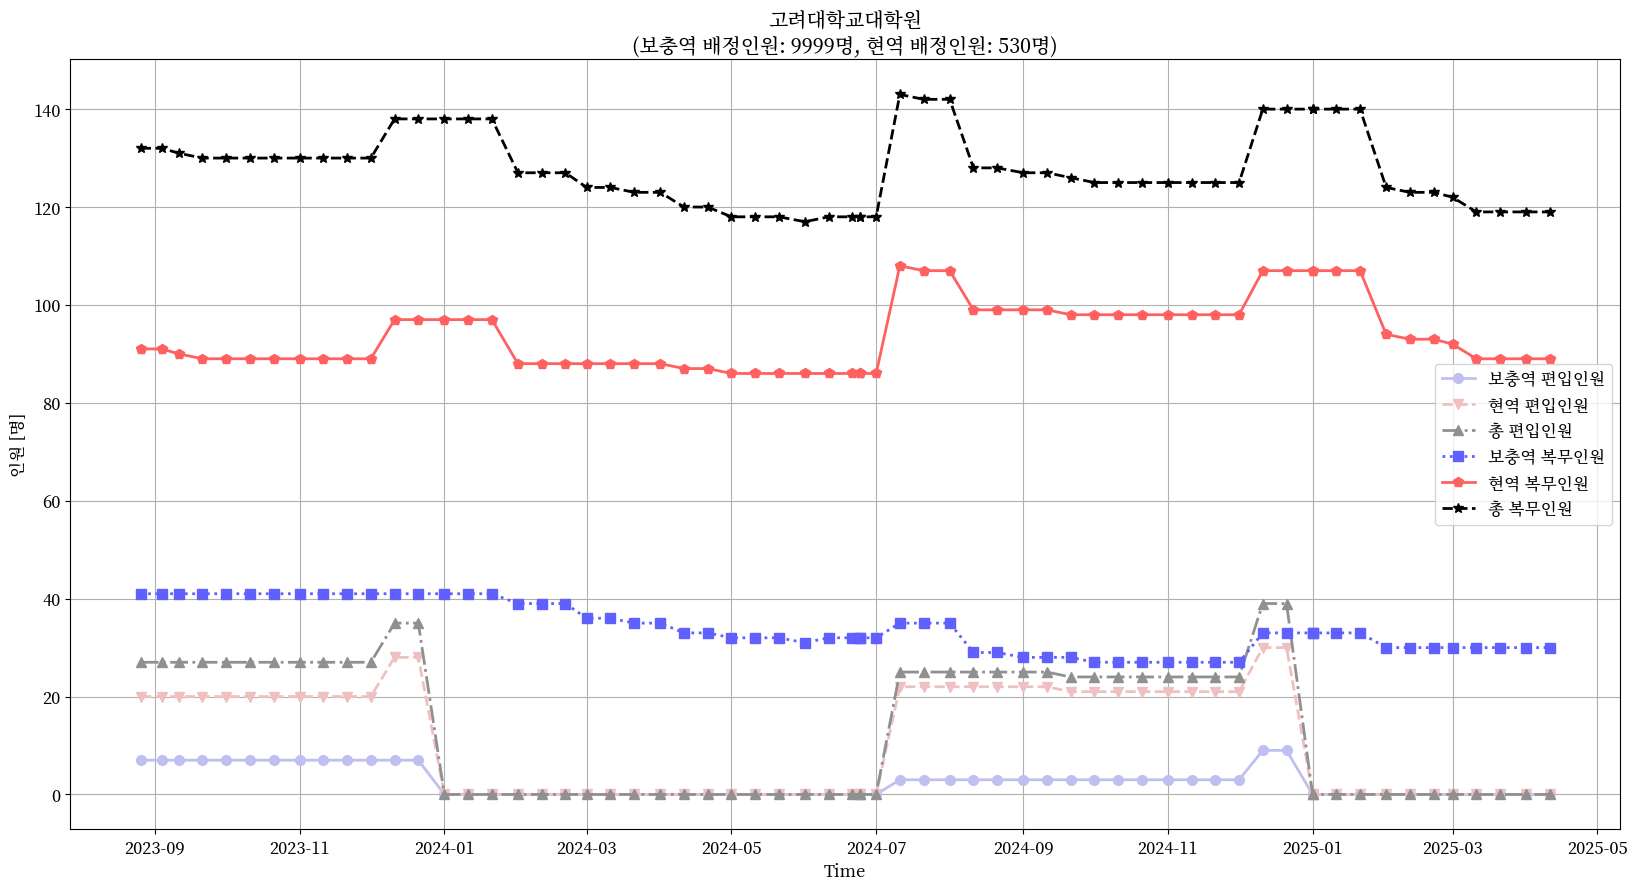 고려대학교대학원
(보충역 배정인원: 9999명, 현역 배정인원: 530명)
인원 [명]
140
120
100
80
60
40
20
0
보충역 편입인원
현역 편입인원
총 편입인원
보충역 복무인원
현역 복무인원
총 복무인원
2023-09
2023-11
2024-01
2024-03
2024-05
2024-07
2024-09
2024-11
2025-01
2025-03
2025-05
Time